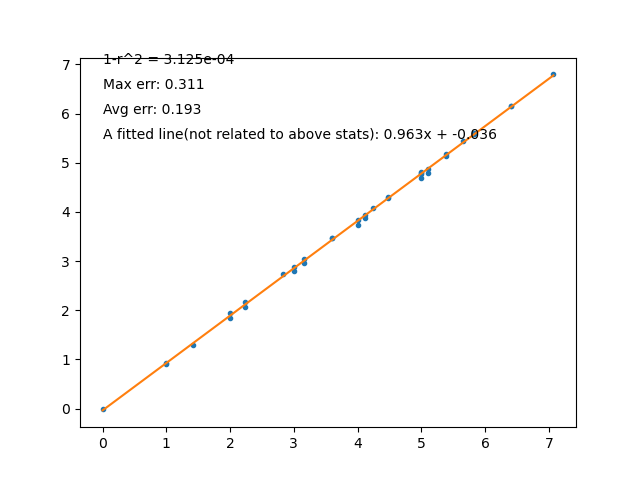 1-r^2 = 3.125e-04
Max err: 0.311
Avg err: 0.193
A fitted line(not related to above stats): 0.963x + -0.036
7
6
5
4
3
2
1
0
0 1 2 3 4 5 6 7